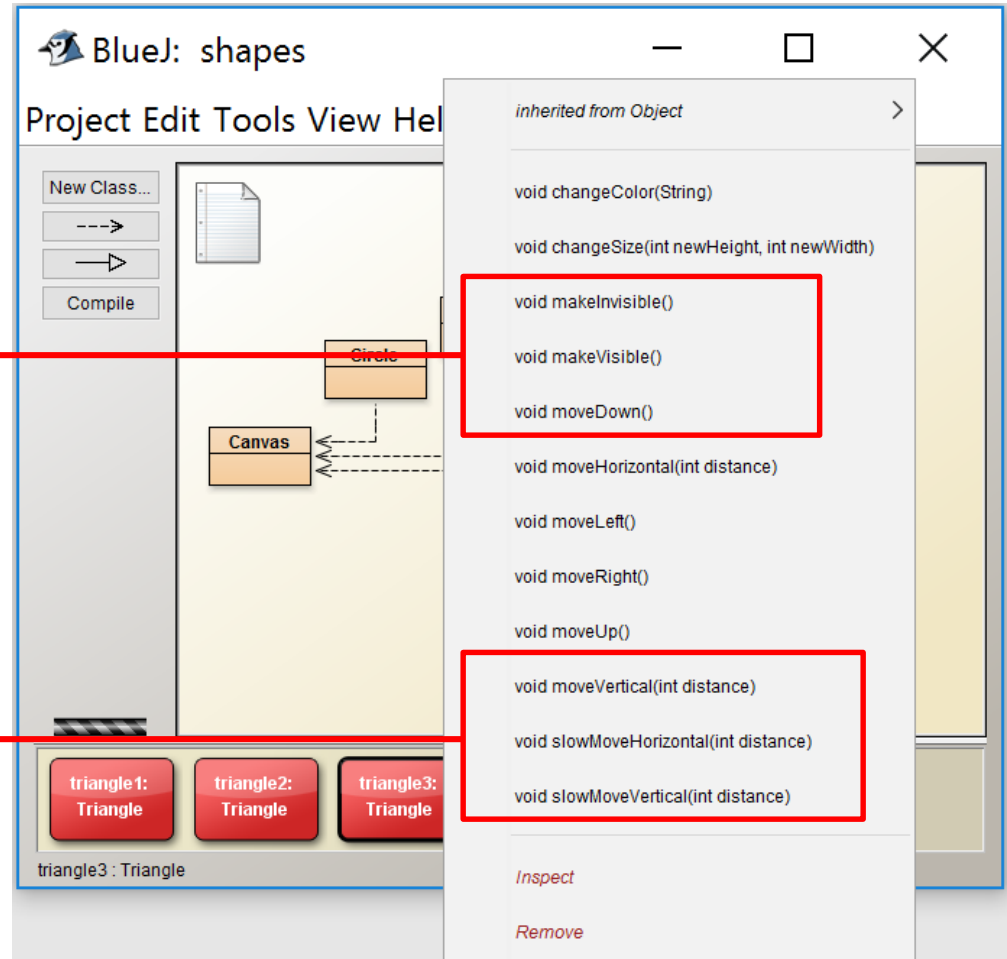 BlueJ: shapes
Project Edit Tools View Hel
New Class...
Compile
Circle
Canvas
inherited from Object
void changeColor(String)
void changeSize(int newHeight, int newWidth)
void makeInvisible()
void makeVisible()
void moveDown()
void moveHorizontal(int distance)
void moveLeft()
void moveRight()
void moveUp()
void moveVertical(int distance)
void slowMoveHorizontal(int distance)
void slowMoveVertical(int distance)
Inspect
Remove
triangle1:
Triangle
triangle2:
Triangle
triangle3:
Triangle
triangle3 : Triangle